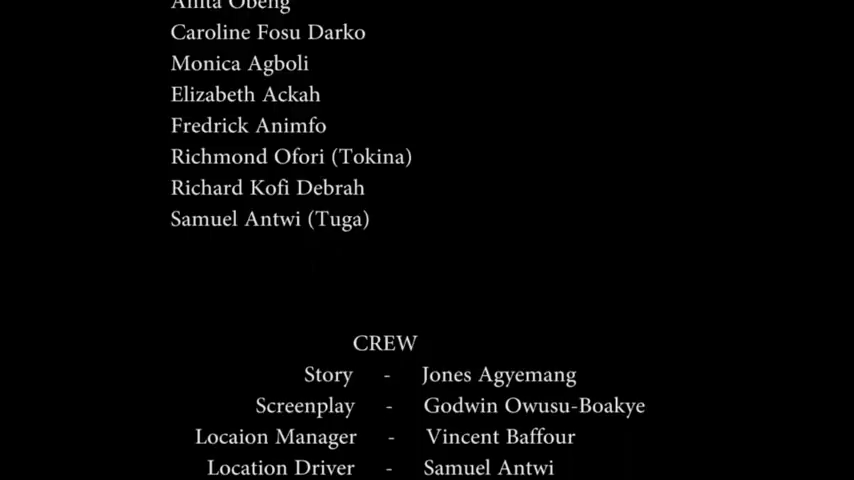 Anita Obeng
Caroline Fosu Darko
Monica Agboli
Elizabeth Ackah
Fredrick Animfo
Richmond Ofori (Tokina)
Richard Kofi Debrah
Samuel Antwi (Tuga)
CREW
Story - Jones Agyemang
Screenplay - Godwin Owusu-Boakye
Locaion Manager - Vincent Baffour
Location Driver - Samuel Antwi